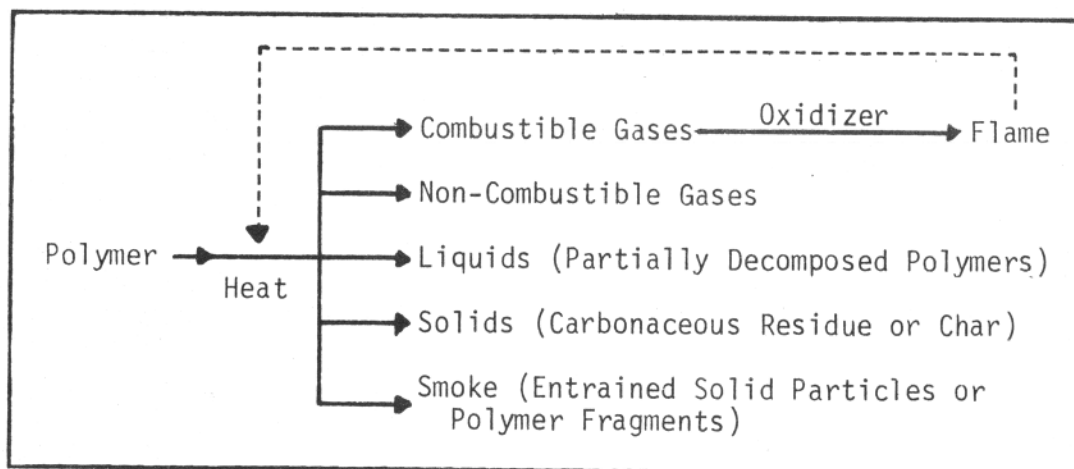 Oxidizer
Combustible Gases
Flame
Non-Combustible Gases
Polymer
Heat
Liquids (Partially Decomposed Polymers)
Solids (Carbonaceous Residue or Char)
Smoke (Entrained Solid Particles or
Polymer Fragments)